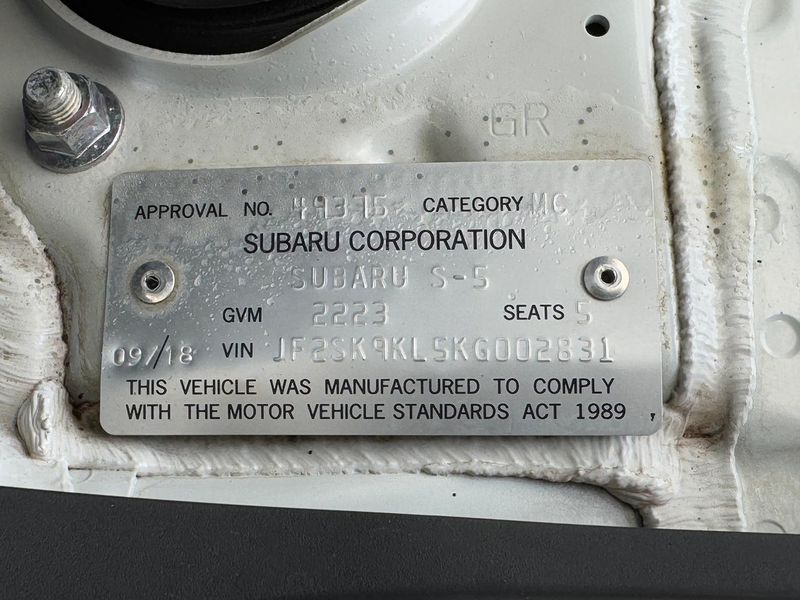 GR
APPROVAL NO. 49375 CATEGORY MC
SUBARU CORPORATION
SUBARU S-5
GVM 2223 SEATS 5
09/18 VIN JF2SK9KL5KG002831
THIS VEHICLE WAS MANUFACTURED TO COMPLY
WITH THE MOTOR VEHICLE STANDARDS ACT 1989